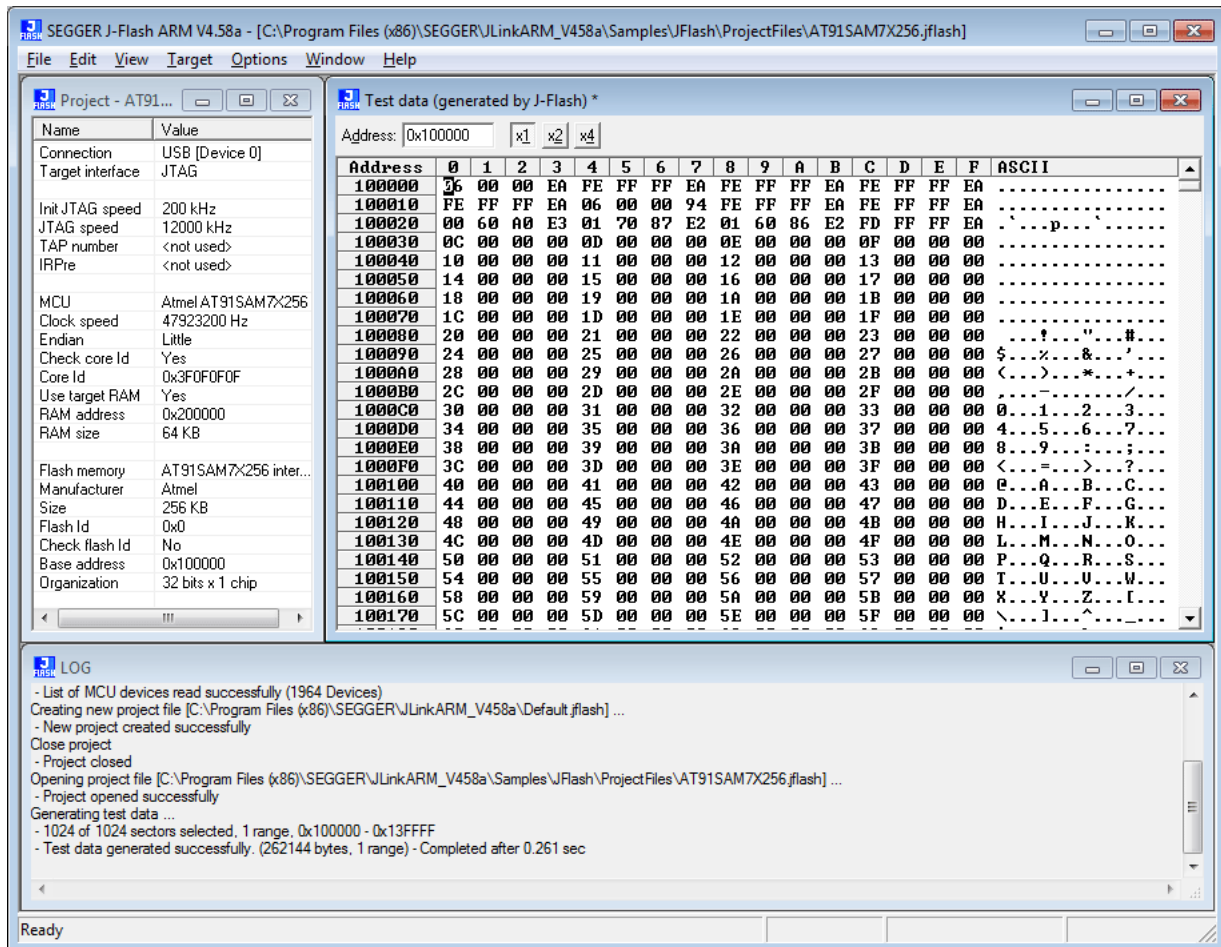 SEGGER J-Flash ARM V4.58a - [C:\Program Files (x86)\SEGGER\JLinkARM_V458a\Samples\JFlash\ProjectFiles\AT91SAM7X256.jflash]
File Edit View Target Options Window Help
Project - AT91...
Name Value
Connection USB [Device 0]
Target interface JTAG
Init JTAG speed 200 kHz
JTAG speed 12000 kHz
TAP number <not used>
IRPre <not used>
MCU Atmel AT91SAM7X256
Clock speed 47923200 Hz
Endian Little
Check core Id Yes
Core Id 0x3F0F0F0F
Use target RAM Yes
RAM address 0x200000
RAM size 64 KB
Flash memory AT91SAM7X256 inter...
Manufacturer Atmel
Size 256 KB
Flash Id 0x0
Check flash Id No
Base address 0x100000
Organization 32 bits x 1 chip
Test data (generated by J-Flash) *
Address: 0x100000 x1 x2 x4
Address 0 1 2 3 4 5 6 7 8 9 A B C D E F ASCII
100000 06 00 00 EA FE FF FF EA FE FF FF EA FE FF FF EA ................
100010 FE FF FF EA 06 00 00 94 FE FF FF EA FE FF FF EA ................
100020 00 60 A0 E3 01 70 87 E2 01 60 86 E2 FD FF FF EA .`...p...`......
100030 0C 00 00 00 0D 00 00 00 0E 00 00 00 0F 00 00 00 ................
100040 10 00 00 00 11 00 00 00 12 00 00 00 13 00 00 00 ................
100050 14 00 00 00 15 00 00 00 16 00 00 00 17 00 00 00 ................
100060 18 00 00 00 19 00 00 00 1A 00 00 00 1B 00 00 00 ................
100070 1C 00 00 00 1D 00 00 00 1E 00 00 00 1F 00 00 00 ................
100080 20 00 00 00 21 00 00 00 22 00 00 00 23 00 00 00  ...!..."...#...
100090 24 00 00 00 25 00 00 00 26 00 00 00 27 00 00 00 $...%...&...'...
1000A0 28 00 00 00 29 00 00 00 2A 00 00 00 2B 00 00 00 (...)...*...+...
1000B0 2C 00 00 00 2D 00 00 00 2E 00 00 00 2F 00 00 00 ,...-......./...
1000C0 30 00 00 00 31 00 00 00 32 00 00 00 33 00 00 00 0...1...2...3...
1000D0 34 00 00 00 35 00 00 00 36 00 00 00 37 00 00 00 4...5...6...7...
1000E0 38 00 00 00 39 00 00 00 3A 00 00 00 3B 00 00 00 8...9...:...;...
1000F0 3C 00 00 00 3D 00 00 00 3E 00 00 00 3F 00 00 00 <...=...>...?...
100100 40 00 00 00 41 00 00 00 42 00 00 00 43 00 00 00 @...A...B...C...
100110 44 00 00 00 45 00 00 00 46 00 00 00 47 00 00 00 D...E...F...G...
100120 48 00 00 00 49 00 00 00 4A 00 00 00 4B 00 00 00 H...I...J...K...
100130 4C 00 00 00 4D 00 00 00 4E 00 00 00 4F 00 00 00 L...M...N...O...
100140 50 00 00 00 51 00 00 00 52 00 00 00 53 00 00 00 P...Q...R...S...
100150 54 00 00 00 55 00 00 00 56 00 00 00 57 00 00 00 T...U...V...W...
100160 58 00 00 00 59 00 00 00 5A 00 00 00 5B 00 00 00 X...Y...Z...[...
100170 5C 00 00 00 5D 00 00 00 5E 00 00 00 5F 00 00 00 \...]...^..._...
LOG
- List of MCU devices read successfully (1964 Devices)
Creating new project file [C:\Program Files (x86)\SEGGER\JLinkARM_V458a\Default.jflash] ...
- New project created successfully
Close project
- Project closed
Opening project file [C:\Program Files (x86)\SEGGER\JLinkARM_V458a\Samples\JFlash\ProjectFiles\AT91SAM7X256.jflash] ...
- Project opened successfully
Generating test data ...
- 1024 of 1024 sectors selected, 1 range, 0x100000 - 0x13FFFF
- Test data generated successfully. (262144 bytes, 1 range) - Completed after 0.261 sec
Ready